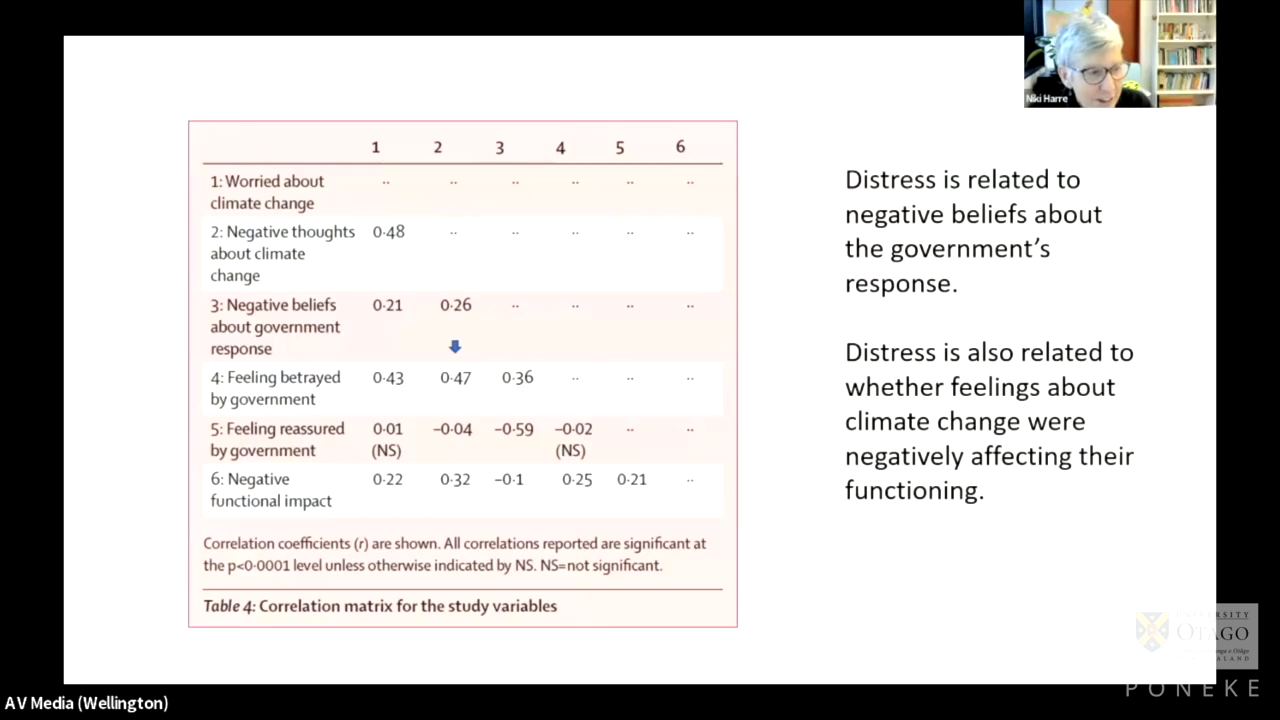 Niki Harre
1 2 3 4 5 6
1: Worried about .. .. .. .. .. ..
climate change
2: Negative thoughts 0·48 .. .. .. .. ..
about climate
change
3: Negative beliefs 0·21 0·26 .. .. .. ..
about government
response
4: Feeling betrayed 0·43 0·47 0·36 .. .. ..
by government
5: Feeling reassured 0·01 −0·04 −0·59 −0·02 .. ..
by government (NS) (NS)
6: Negative 0·22 0·32 −0·1 0·25 0·21 ..
functional impact
Correlation coefficients (r) are shown. All correlations reported are significant at
the p<0·0001 level unless otherwise indicated by NS. NS=not significant.
Table 4: Correlation matrix for the study variables
Distress is related to
negative beliefs about
the government’s
response.
Distress is also related to
whether feelings about
climate change were
negatively affecting their
functioning.
OTAGO
PONEKE
AV Media (Wellington)